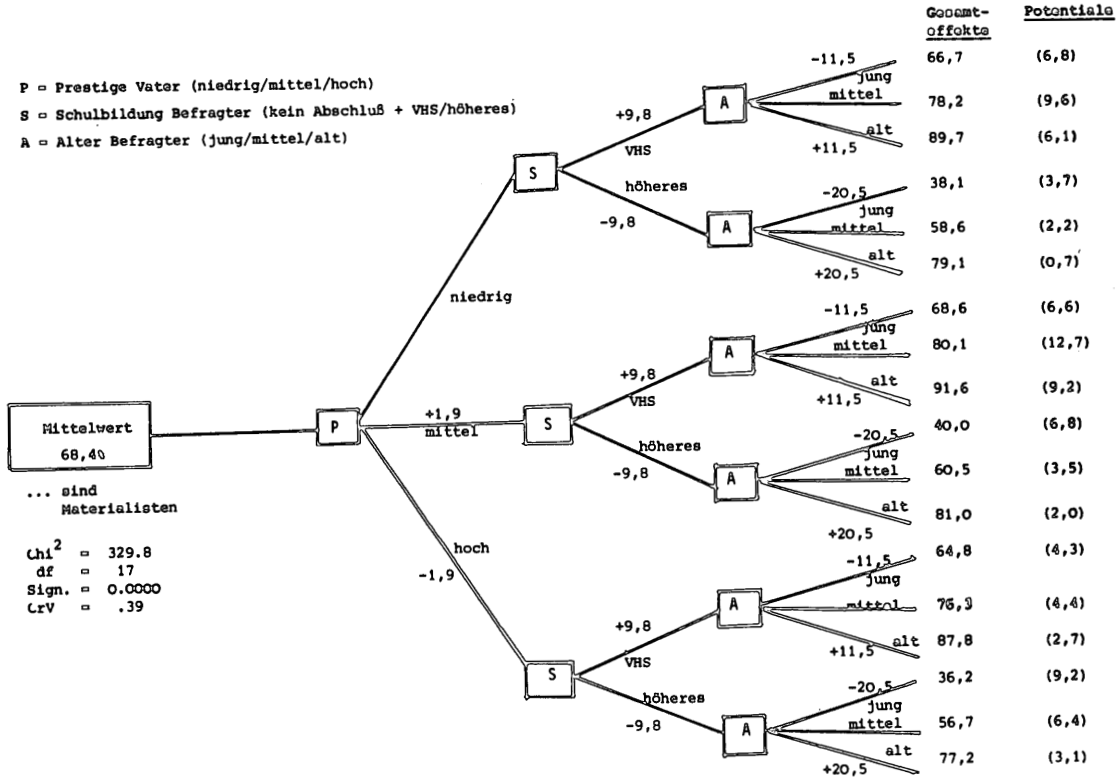 Gesamt-
effekte
Potentiale
P = Prestige Vater (niedrig/mittel/hoch)
S = Schulbildung Befragter (kein Abschluß + VHS/höheres)
A = Alter Befragter (jung/mittel/alt)
-11,5
jung
66,7
(6,8)
mittel
78,2
(9,6)
+9,8
VHS
A
alt
+11,5
89,7
(6,1)
S
höheres
-9,8
-20,5
jung
38,1
(3,7)
A
mittel
58,6
(2,2)
alt
+20,5
79,1
(0,7)
niedrig
-11,5
jung
68,6
(6,6)
mittel
80,1
(12,7)
A
+9,8
VHS
alt
+11,5
91,6
(9,2)
Mittelwert
68,40
P
+1,9
mittel
S
höheres
-9,8
-20,5
jung
40,0
(6,8)
A
mittel
60,5
(3,5)
alt
+20,5
81,0
(2,0)
... sind
Materialisten
Chi2 = 329.8
df = 17
Sign. = 0.0000
CrV = .39
hoch
-1,9
-11,5
jung
64,8
(4,3)
A
mittel
76,3
(4,4)
+9,8
VHS
alt
+11,5
87,8
(2,7)
S
höheres
-9,8
-20,5
jung
36,2
(9,2)
A
mittel
56,7
(6,4)
alt
+20,5
77,2
(3,1)